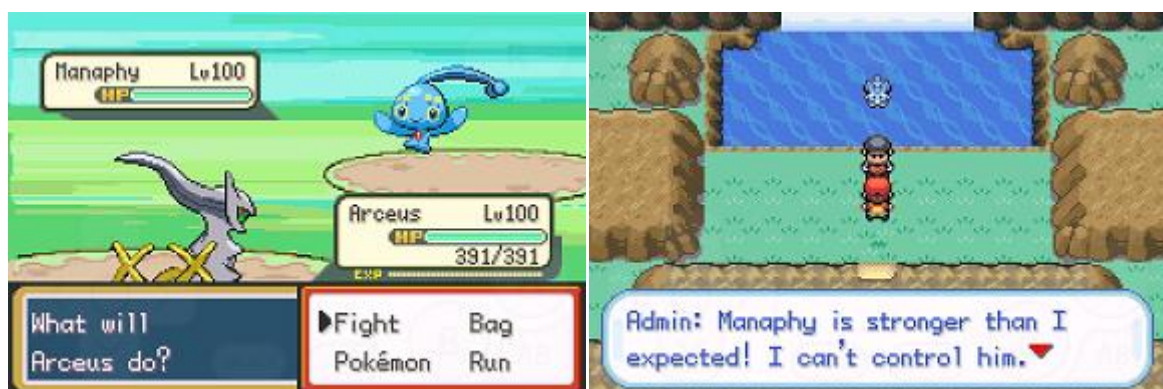 Manaphy Lv100
HP
Arceus Lv100
HP
391/391
EXP
What will
Arceus do?
▶Fight Bag
Pokémon Run
Admin: Manaphy is stronger than I
expected! I can't control him.